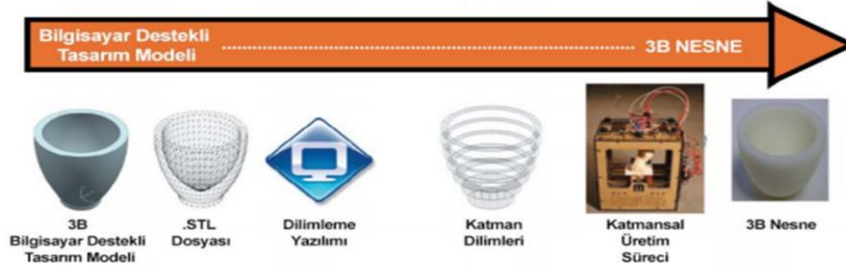 Bilgisayar Destekli
Tasarım Modeli
3B NESNE
3B
Bilgisayar Destekli
Tasarım Modeli
.STL
Dosyası
Dilimleme
Yazılımı
Katman
Dilimleri
Katmansal
Üretim
Süreci
3B Nesne